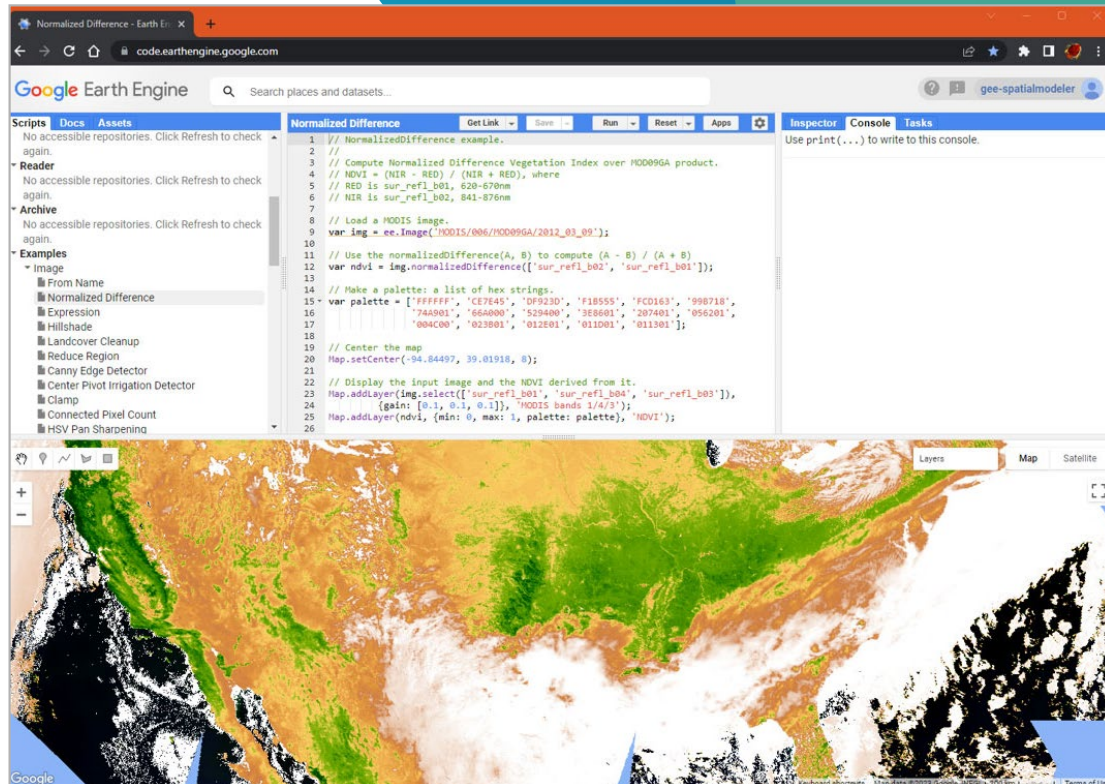 Normalized Difference - Earth En
code.earthengine.google.com
Google Earth Engine
Search places and datasets...
gee-spatialmodeler
Scripts Docs Assets
No accessible repositories. Click Refresh to check
again.
Reader
No accessible repositories. Click Refresh to check
again.
Archive
No accessible repositories. Click Refresh to check
again.
Examples
Image
From Name
Normalized Difference
Expression
Hillshade
Landcover Cleanup
Reduce Region
Canny Edge Detector
Center Pivot Irrigation Detector
Clamp
Connected Pixel Count
HSV Pan Sharpening
Normalized Difference Get Link Save Run Reset Apps
1 // NormalizedDifference example.
2 //
3 // Compute Normalized Difference Vegetation Index over MOD09GA product.
4 // NDVI = (NIR - RED) / (NIR + RED), where
5 // RED is sur_refl_b01, 620-670nm
6 // NIR is sur_refl_b02, 841-876nm
7
8 // Load a MODIS image.
9 var img = ee.Image('MODIS/006/MOD09GA/2012_03_09');
10
11 // Use the normalizedDifference(A, B) to compute (A - B) / (A + B)
12 var ndvi = img.normalizedDifference(['sur_refl_b02', 'sur_refl_b01']);
13
14 // Make a palette: a list of hex strings.
15 var palette = ['FFFFFF', 'CE7E45', 'DF923D', 'F1B555', 'FCD163', '99B718',
16 '74A901', '66A000', '529400', '3E8601', '207401', '056201',
17 '004C00', '023B01', '012E01', '011D01', '011301'];
18
19 // Center the map
20 Map.setCenter(-94.84497, 39.01918, 8);
21
22 // Display the input image and the NDVI derived from it.
23 Map.addLayer(img.select(['sur_refl_b01', 'sur_refl_b04', 'sur_refl_b03']),
24 {gain: [0.1, 0.1, 0.1]}, 'MODIS bands 1/4/3');
25 Map.addLayer(ndvi, {min: 0, max: 1, palette: palette}, 'NDVI');
26
Inspector Console Tasks
Use print(...) to write to this console.
Layers Map Satellite
Google
Keyboard shortcuts Map data ©2023 Google, INEGI 200 km Terms of Us